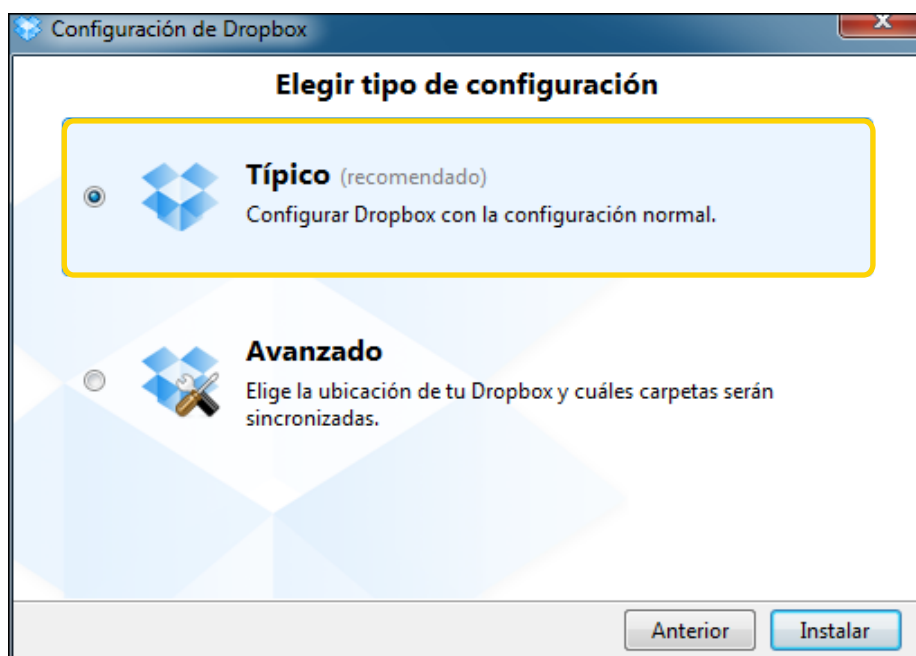 Configuración de Dropbox
Elegir tipo de configuración
Típico (recomendado)
Configurar Dropbox con la configuración normal.
Avanzado
Elige la ubicación de tu Dropbox y cuáles carpetas serán
sincronizadas.
Anterior Instalar